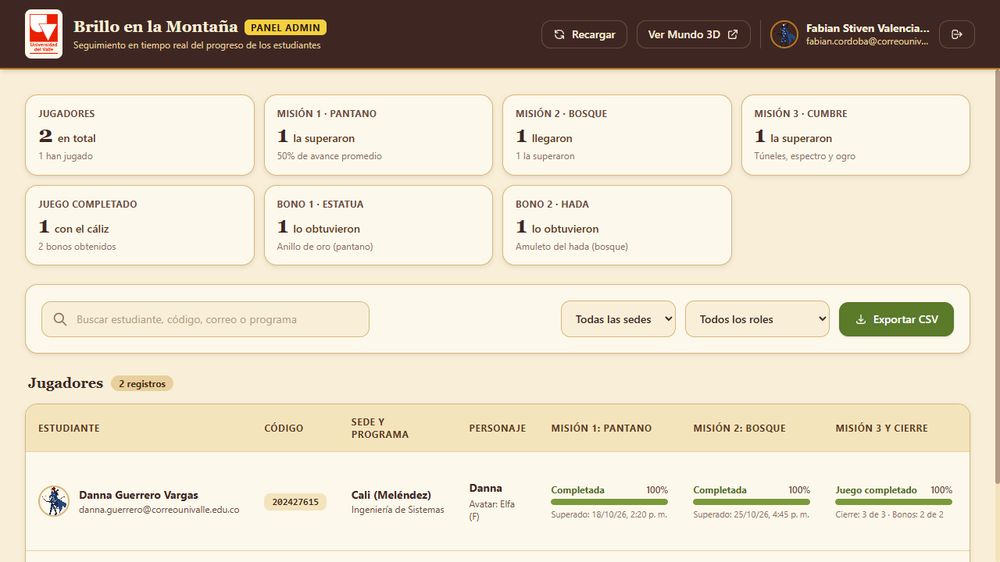 Universidad
del Valle
Brillo en la Montaña
PANEL ADMIN
Seguimiento en tiempo real del progreso de los estudiantes
Recargar
Ver Mundo 3D
Fabian Stiven Valencia...
fabian.cordoba@correouniv...
JUGADORES
2 en total
1 han jugado
MISIÓN 1 · PANTANO
1 la superaron
50% de avance promedio
MISIÓN 2 · BOSQUE
1 llegaron
1 la superaron
MISIÓN 3 · CUMBRE
1 la superaron
Túneles, espectro y ogro
JUEGO COMPLETADO
1 con el cáliz
2 bonos obtenidos
BONO 1 · ESTATUA
1 lo obtuvieron
Anillo de oro (pantano)
BONO 2 · HADA
1 lo obtuvieron
Amuleto del hada (bosque)
Buscar estudiante, código, correo o programa
Todas las sedes
Todos los roles
Exportar CSV
Jugadores
2 registros
ESTUDIANTE
CÓDIGO
SEDE Y
PROGRAMA
PERSONAJE
MISIÓN 1: PANTANO
MISIÓN 2: BOSQUE
MISIÓN 3 Y CIERRE
Danna Guerrero Vargas
danna.guerrero@correounivalle.edu.co
202427615
Cali (Meléndez)
Ingeniería de Sistemas
Danna
Avatar: Elfa
(F)
Completada 100%
Superado: 18/10/26, 2:20 p. m.
Completada 100%
Superado: 25/10/26, 4:45 p. m.
Juego completado 100%
Cierre: 3 de 3 · Bonos: 2 de 2